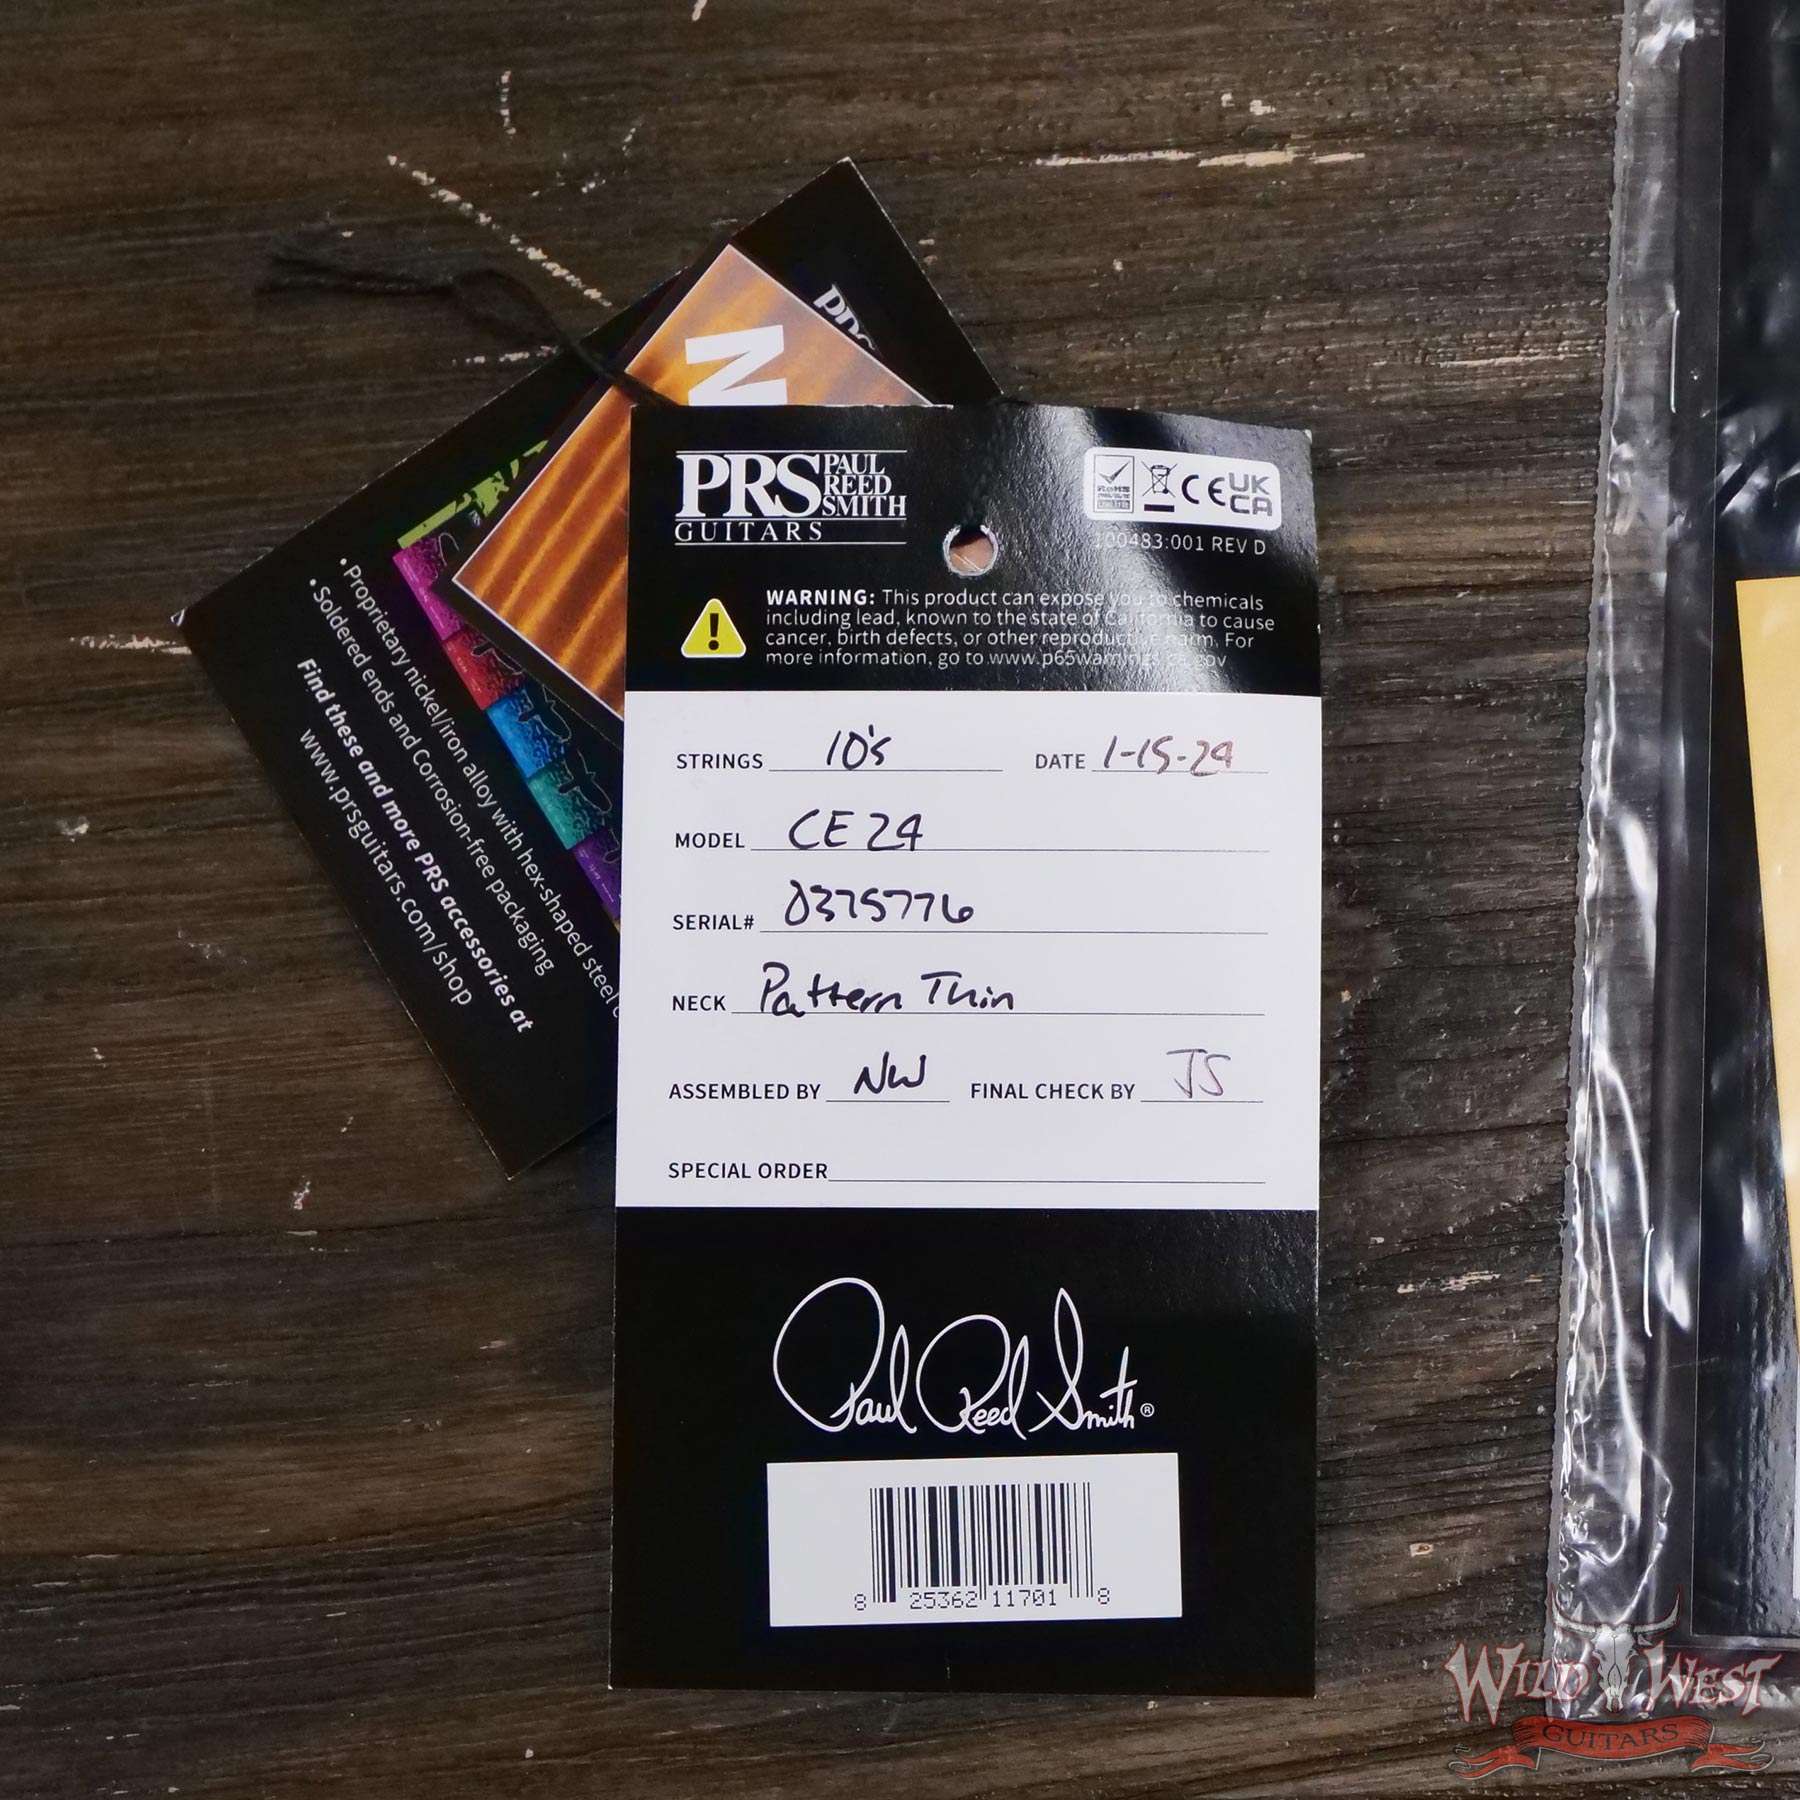 N
PRS
PAUL
REED
SMITH
GUITARS
RoHS
CE
UK
CA
100483:001 REV D
WARNING: This product can expose you to chemicals
including lead, known to the state of California to cause
cancer, birth defects, or other reproductive harm. For
more information, go to www.p65warnings.ca.gov
STRINGS 10's DATE 1-15-24
MODEL CE 24
SERIAL# 0375776
NECK Pattern Thin
ASSEMBLED BY NW FINAL CHECK BY JS
SPECIAL ORDER
Paul Reed Smith®
8 25362 11701 8
• Proprietary nickel/iron alloy with hex-shaped steel
• Soldered ends and Corrosion-free packaging
Find these and more PRS accessories at
www.prsguitars.com/shop
WILD WEST
GUITARS